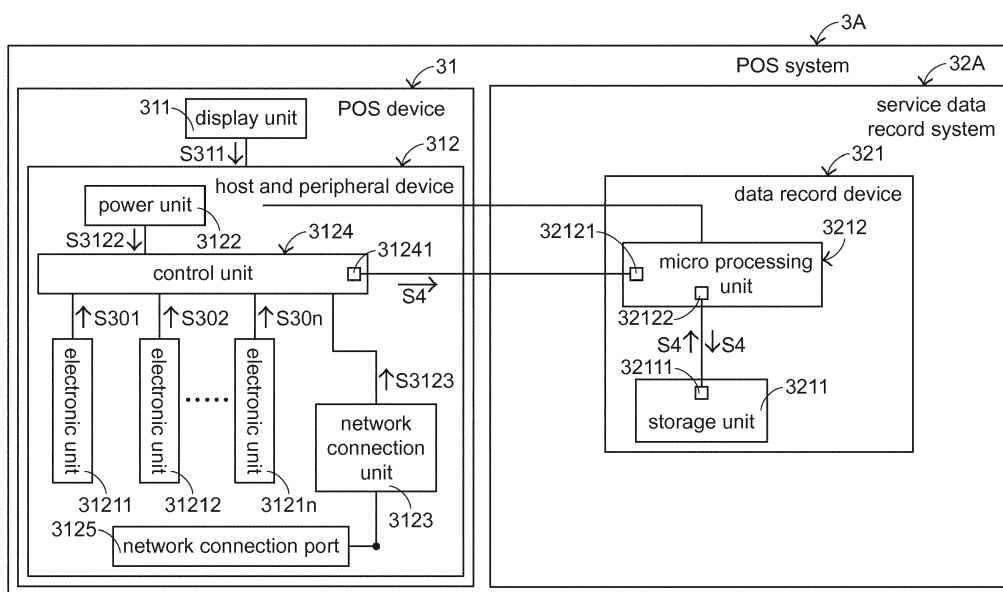 3A
POS system
31
POS device
32A
service data
record system
311
display unit
S311
312
host and peripheral device
321
data record device
power unit
S3122
3122
3124
31241
control unit
S4
32121
3212
micro processing
unit
32122
S301
S302
S30n
S4
S4
electronic unit
electronic unit
.....
electronic unit
S3123
32111
3211
storage unit
network
connection
unit
31211
31212
3121n
3123
3125
network connection port